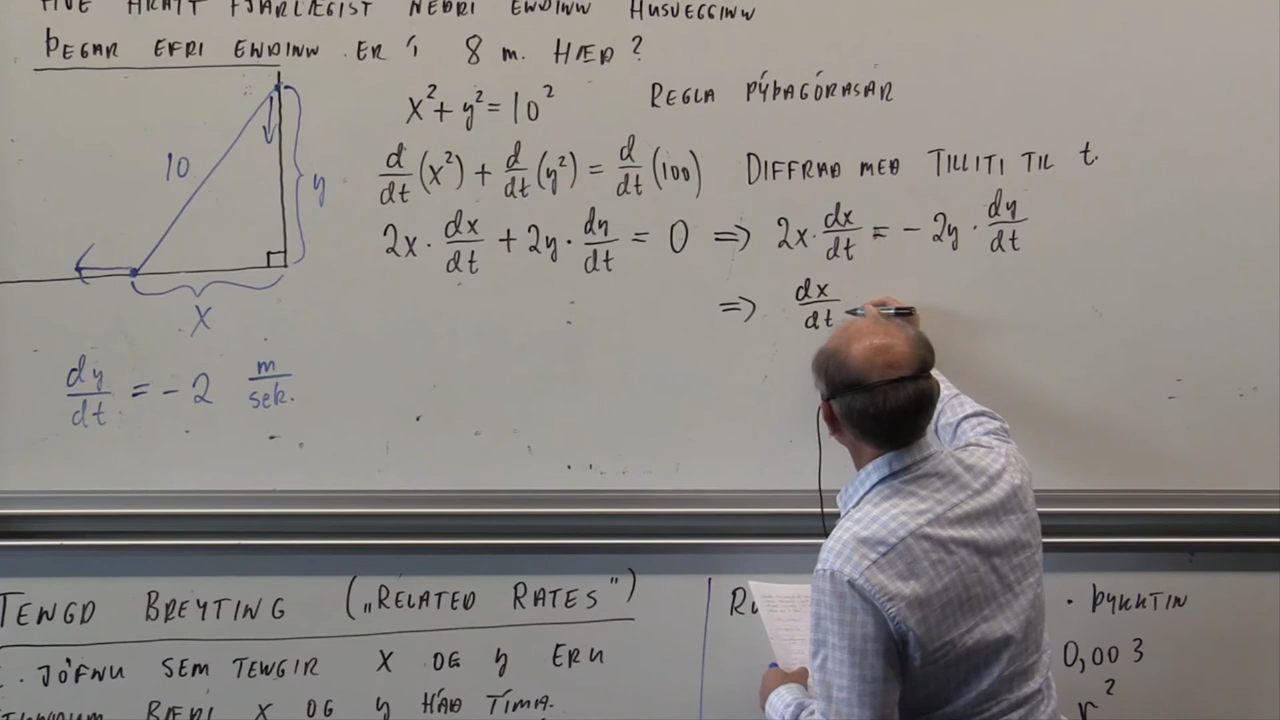 HVE HRATT FJARLÆGIST NEÐRI ENDINN HÚSVEGGINN
ÞEGAR EFRI ENDINN ER Í 8 m. HÆÐ?
10
y
x
dy/dt = -2 m/sek.
x² + y² = 10² REGLA PÝÞAGÓRASAR
d/dt (x²) + d/dt (y²) = d/dt (100) DIFFRAÐ MEÐ TILLITI TIL t.
2x · dx/dt + 2y · dy/dt = 0 => 2x · dx/dt = - 2y · dy/dt
=> dx/dt
TENGD BREYTING („RELATED RATES")
JÖFNU SEM TENGIR x OG y ERU
BÆÐI x OG y HÁÐ TÍMA.
· ÞYKKTIN
0,003
r²